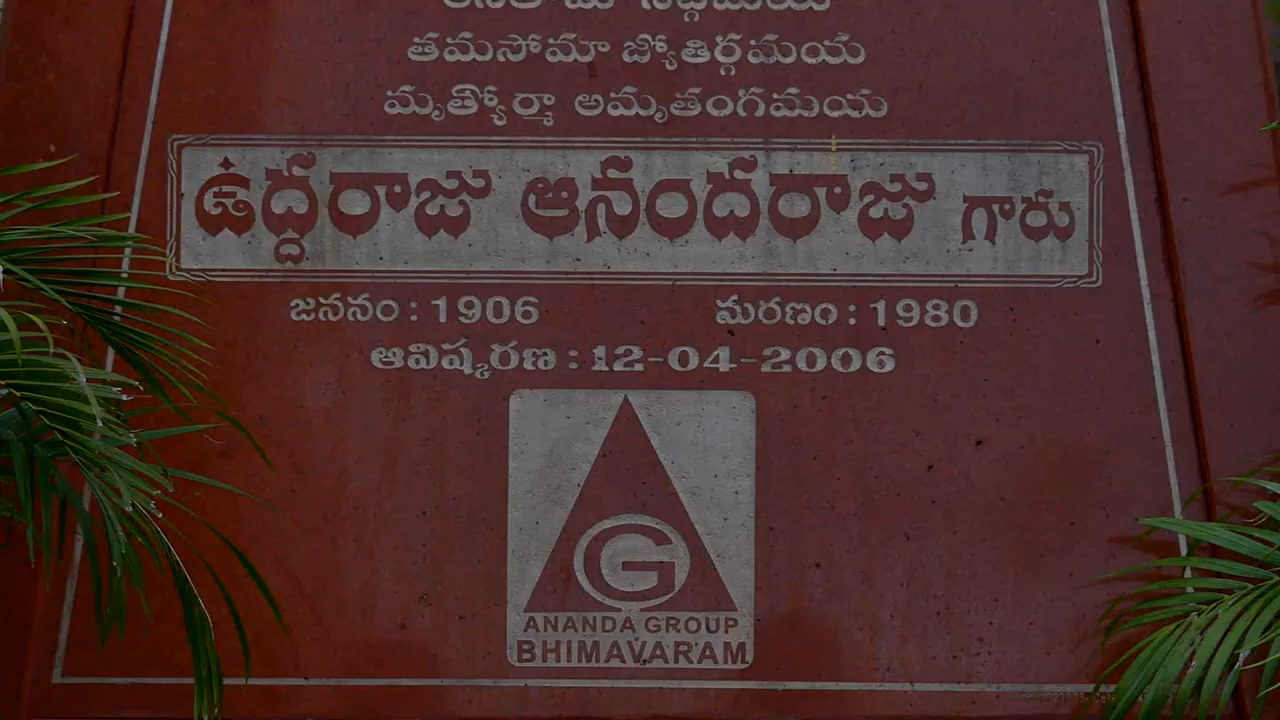 తమసోమా జ్యోతిర్గమయ
మృత్యోర్మా అమృతంగమయ
ఉద్దరాజు ఆనందరాజు గారు
జననం : 1906 మరణం : 1980
ఆవిష్కరణ : 12-04-2006
G
ANANDA GROUP
BHIMAVARAM